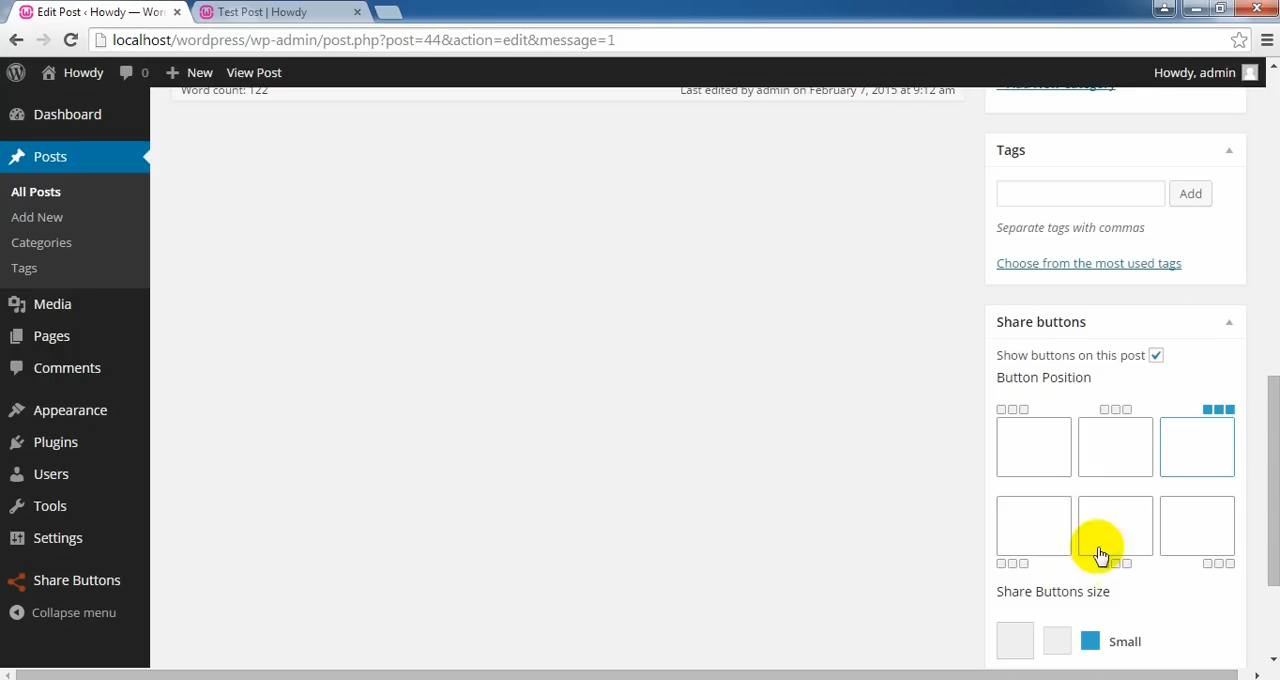 Edit Post ‹ Howdy — Wor
Test Post | Howdy
localhost/wordpress/wp-admin/post.php?post=44&action=edit&message=1
Howdy
0
New
View Post
Howdy, admin
Word count: 122
Last edited by admin on February 7, 2015 at 9:12 am
+ Add New Category
Dashboard
Posts
All Posts
Add New
Categories
Tags
Media
Pages
Comments
Appearance
Plugins
Users
Tools
Settings
Share Buttons
Collapse menu
Tags
Add
Separate tags with commas
Choose from the most used tags
Share buttons
Show buttons on this post
Button Position
Share Buttons size
Small